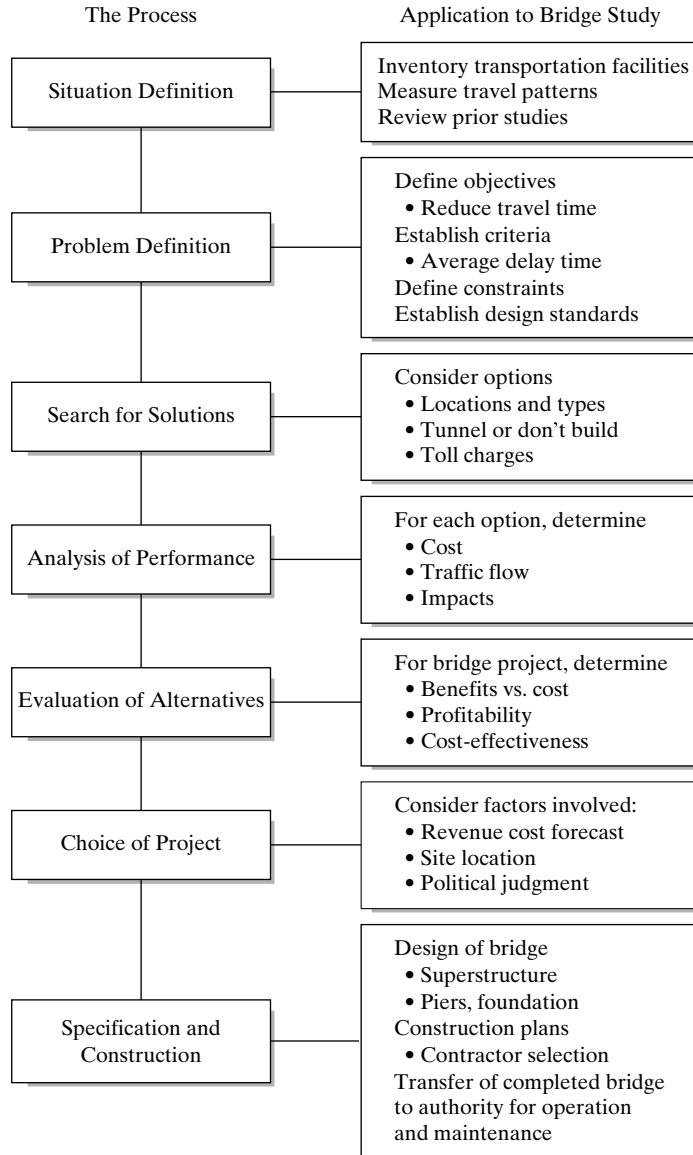 The Process
Application to Bridge Study
Situation Definition
Inventory transportation facilities
Measure travel patterns
Review prior studies
Problem Definition
Define objectives
• Reduce travel time
Establish criteria
• Average delay time
Define constraints
Establish design standards
Search for Solutions
Consider options
• Locations and types
• Tunnel or don’t build
• Toll charges
Analysis of Performance
For each option, determine
• Cost
• Traffic flow
• Impacts
Evaluation of Alternatives
For bridge project, determine
• Benefits vs. cost
• Profitability
• Cost-effectiveness
Choice of Project
Consider factors involved:
• Revenue cost forecast
• Site location
• Political judgment
Specification and
Construction
Design of bridge
• Superstructure
• Piers, foundation
Construction plans
• Contractor selection
Transfer of completed bridge
to authority for operation
and maintenance